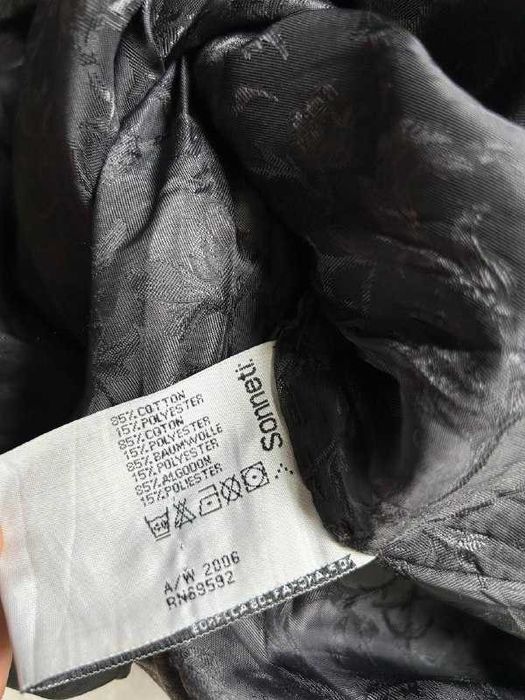 Sonneti
85%COTTON
15%POLYESTER
85%COTON
15%POLYESTER
85%BAUMWOLLE
15%POLYESTER
85%ALGODON
15%POLIESTER
A/W 2006
RN69592